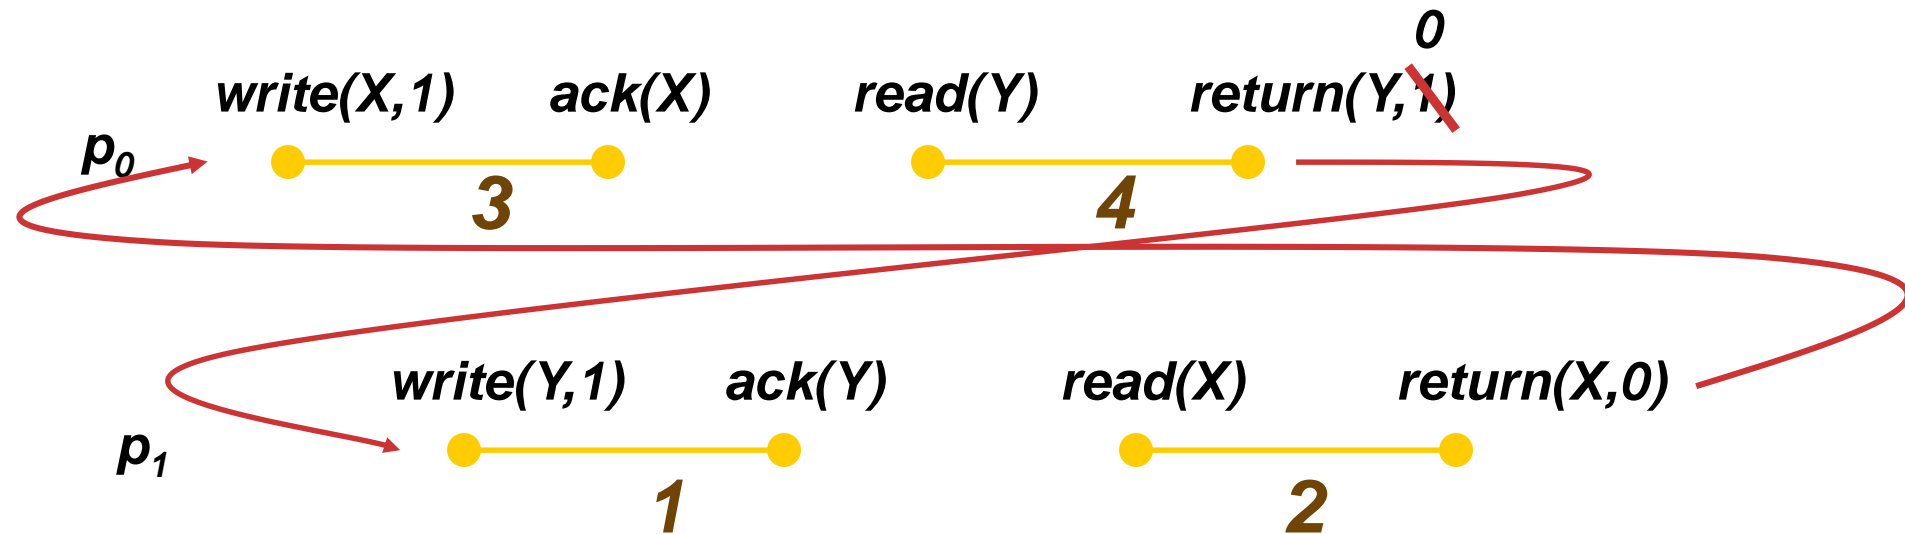 0
write(X,1) ack(X) read(Y) return(Y,1)
p0
3 4
write(Y,1) ack(Y) read(X) return(X,0)
p1
1 2